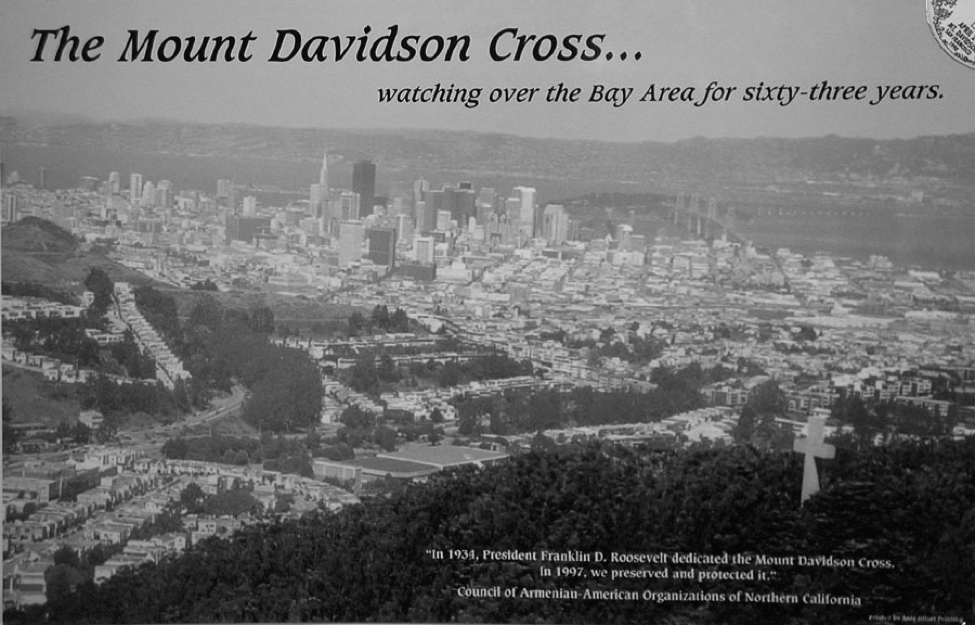 The Mount Davidson Cross...
watching over the Bay Area for sixty-three years.
"In 1934, President Franklin D. Roosevelt dedicated the Mount Davidson Cross.
In 1997, we preserved and protected it."
Council of Armenian-American Organizations of Northern California